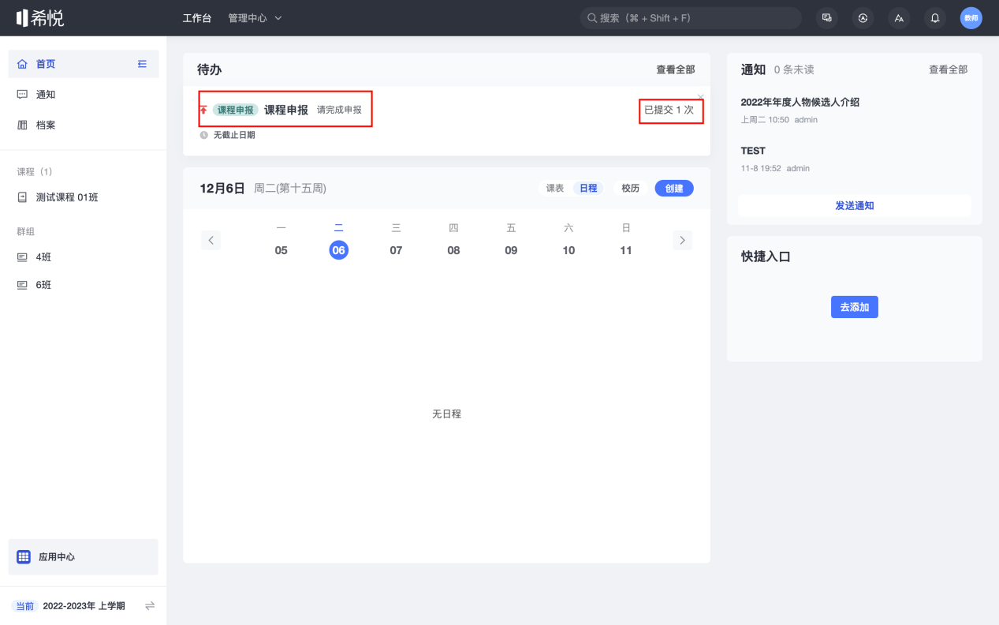 希悦
工作台 管理中心
搜索（⌘ + Shift + F）
教师
首页
通知
档案
课程（1）
测试课程 01班
群组
4班
6班
应用中心
当前 2022-2023年 上学期
待办 查看全部
课程申报 课程申报 请完成申报 已提交 1 次
无截止日期
12月6日 周二(第十五周) 课表 日程 校历 创建
一 二 三 四 五 六 日
05 06 07 08 09 10 11
无日程
通知 0 条未读 查看全部
2022年年度人物候选人介绍
上周二 10:50 admin
TEST
11-8 19:52 admin
发送通知
快捷入口
去添加